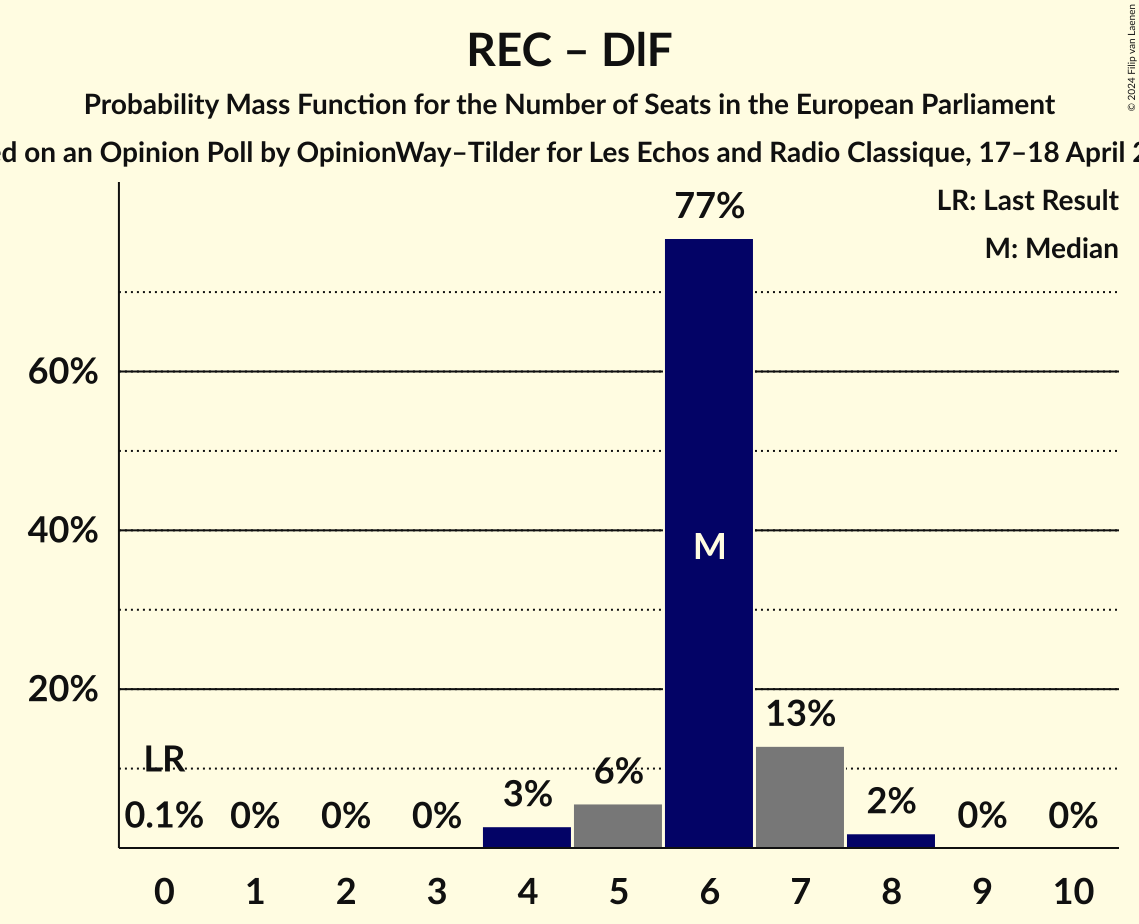 REC – DlF
Probability Mass Function for the Number of Seats in the European Parliament
on an Opinion Poll by OpinionWay–Tilder for Les Echos and Radio Classique, 17–18 April
© 2024 Filip van Laenen
LR: Last Result
M: Median
77%
60%
40%
M
20%
13%
LR
6%
3%
2%
0.1% 0% 0% 0% 0% 0%
0 1 2 3 4 5 6 7 8 9 10